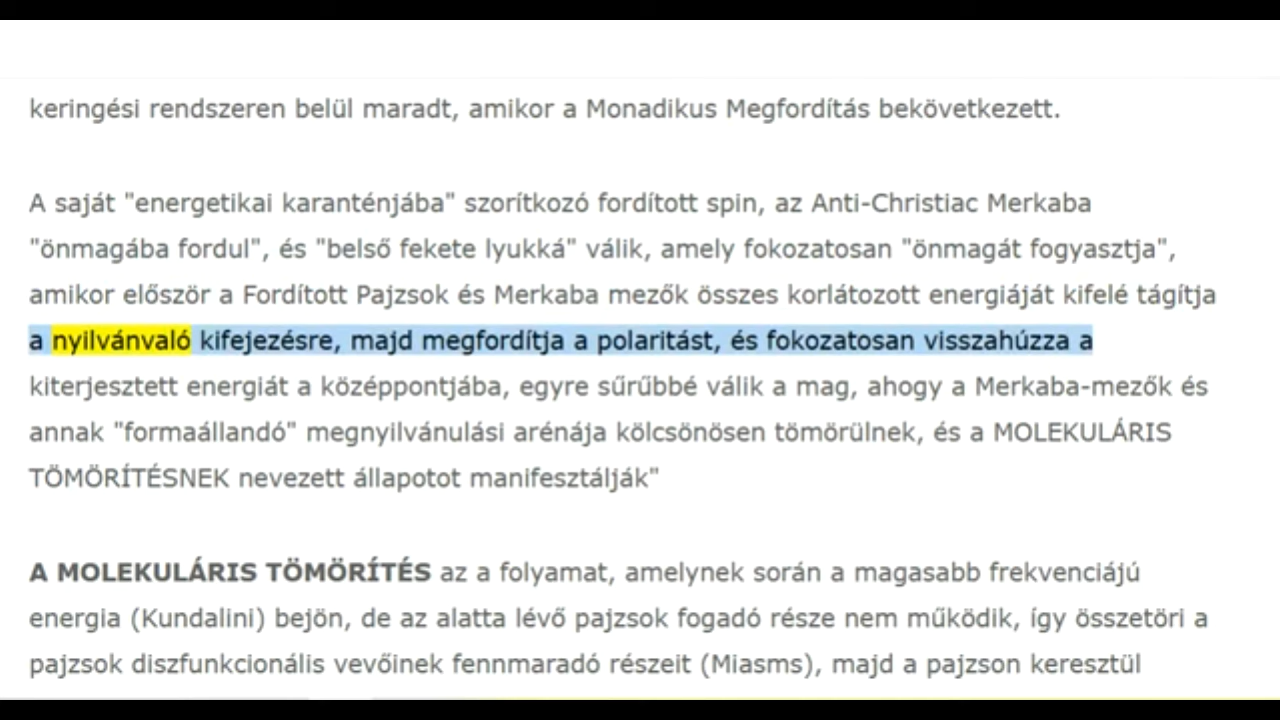 keringési rendszeren belül maradt, amikor a Monadikus Megfordítás bekövetkezett.
A saját "energetikai karanténjába" szorítkozó fordított spin, az Anti-Christiac Merkaba
"önmagába fordul", és "belső fekete lyukká" válik, amely fokozatosan "önmagát fogyasztja",
amikor először a Fordított Pajzsok és Merkaba mezők összes korlátozott energiáját kifelé tágítja
a nyilvánvaló kifejezésre, majd megfordítja a polaritást, és fokozatosan visszahúzza a
kiterjesztett energiát a középpontjába, egyre sűrűbbé válik a mag, ahogy a Merkaba-mezők és
annak "formaállandó" megnyilvánulási arénája kölcsönösen tömörülnek, és a MOLEKULÁRIS
TÖMÖRÍTÉSNEK nevezett állapotot manifesztálják"
A MOLEKULÁRIS TÖMÖRÍTÉS az a folyamat, amelynek során a magasabb frekvenciájú
energia (Kundalini) bejön, de az alatta lévő pajzsok fogadó része nem működik, így összetöri a
pajzsok diszfunkcionális vevőinek fennmaradó részeit (Miasms), majd a pajzson keresztül